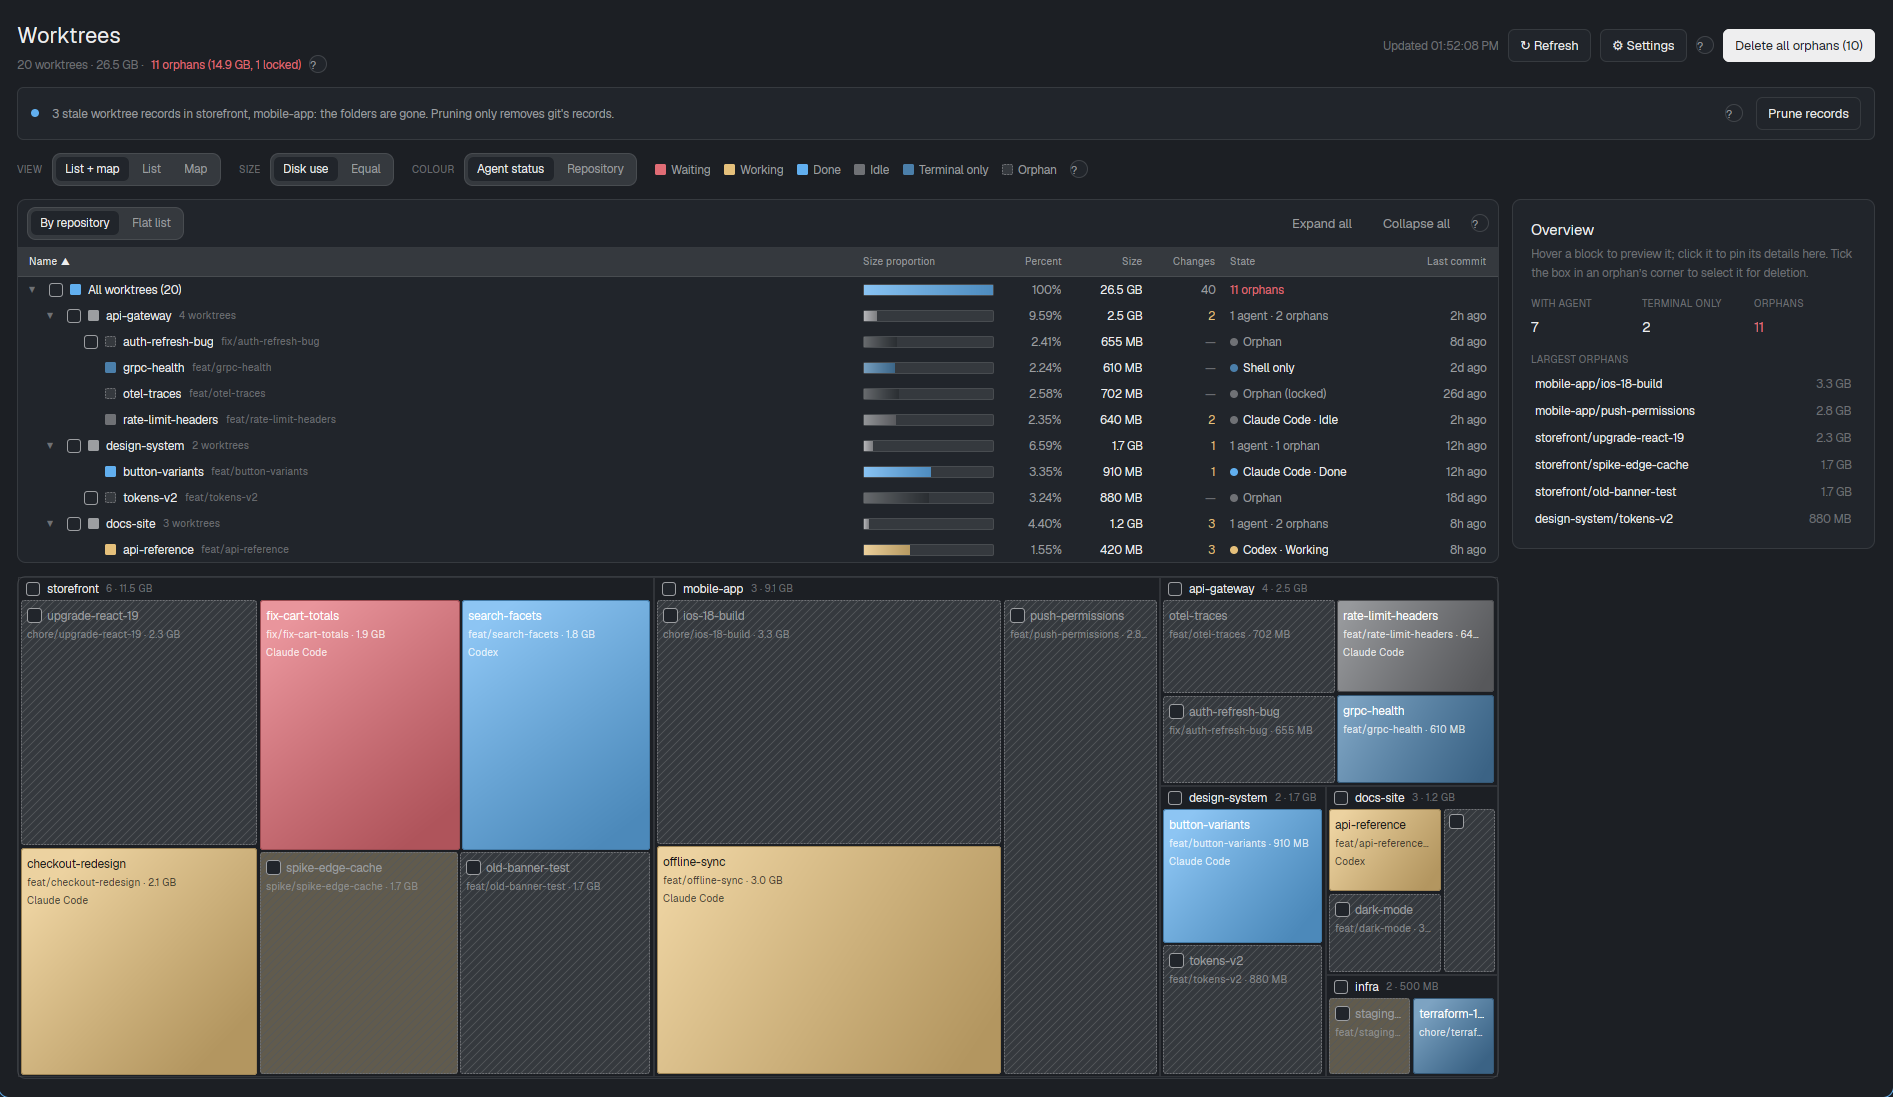 Worktrees
20 worktrees · 26.5 GB · 11 orphans (14.9 GB, 1 locked) ?
Updated 01:52:08 PM ↻ Refresh ⚙ Settings ? Delete all orphans (10)
3 stale worktree records in storefront, mobile-app: the folders are gone. Pruning only removes git's records. ? Prune records
VIEW List + map List Map SIZE Disk use Equal COLOUR Agent status Repository Waiting Working Done Idle Terminal only Orphan ?
By repository Flat list Expand all Collapse all ?
Name ▲ Size proportion Percent Size Changes State Last commit
All worktrees (20) 100% 26.5 GB 40 11 orphans
api-gateway 4 worktrees 9.59% 2.5 GB 2 1 agent · 2 orphans 2h ago
auth-refresh-bug fix/auth-refresh-bug 2.41% 655 MB — Orphan 8d ago
grpc-health feat/grpc-health 2.24% 610 MB — Shell only 2d ago
otel-traces feat/otel-traces 2.58% 702 MB — Orphan (locked) 26d ago
rate-limit-headers feat/rate-limit-headers 2.35% 640 MB 2 Claude Code · Idle 2h ago
design-system 2 worktrees 6.59% 1.7 GB 1 1 agent · 1 orphan 12h ago
button-variants feat/button-variants 3.35% 910 MB 1 Claude Code · Done 12h ago
tokens-v2 feat/tokens-v2 3.24% 880 MB — Orphan 18d ago
docs-site 3 worktrees 4.40% 1.2 GB 3 1 agent · 2 orphans 8h ago
api-reference feat/api-reference 1.55% 420 MB 3 Codex · Working 8h ago
Overview
Hover a block to preview it; click it to pin its details here. Tick
the box in an orphan's corner to select it for deletion.
WITH AGENT TERMINAL ONLY ORPHANS
7 2 11
LARGEST ORPHANS
mobile-app/ios-18-build 3.3 GB
mobile-app/push-permissions 2.8 GB
storefront/upgrade-react-19 2.3 GB
storefront/spike-edge-cache 1.7 GB
storefront/old-banner-test 1.7 GB
design-system/tokens-v2 880 MB
storefront 6 · 11.5 GB
upgrade-react-19
chore/upgrade-react-19 · 2.3 GB
fix-cart-totals
fix/fix-cart-totals · 1.9 GB
Claude Code
search-facets
feat/search-facets · 1.8 GB
Codex
checkout-redesign
feat/checkout-redesign · 2.1 GB
Claude Code
spike-edge-cache
spike/spike-edge-cache · 1.7 GB
old-banner-test
feat/old-banner-test · 1.7 GB
mobile-app 3 · 9.1 GB
ios-18-build
chore/ios-18-build · 3.3 GB
push-permissions
feat/push-permissions · 2.8...
offline-sync
feat/offline-sync · 3.0 GB
Claude Code
api-gateway 4 · 2.5 GB
otel-traces
feat/otel-traces · 702 MB
rate-limit-headers
feat/rate-limit-headers · 64...
Claude Code
auth-refresh-bug
fix/auth-refresh-bug · 655 MB
grpc-health
feat/grpc-health · 610 MB
design-system 2 · 1.7 GB
button-variants
feat/button-variants · 910 MB
Claude Code
tokens-v2
feat/tokens-v2 · 880 MB
docs-site 3 · 1.2 GB
api-reference
feat/api-reference...
Codex
dark-mode
feat/dark-mode · 3...
infra 2 · 500 MB
staging...
feat/staging...
terraform-1...
chore/terraf...